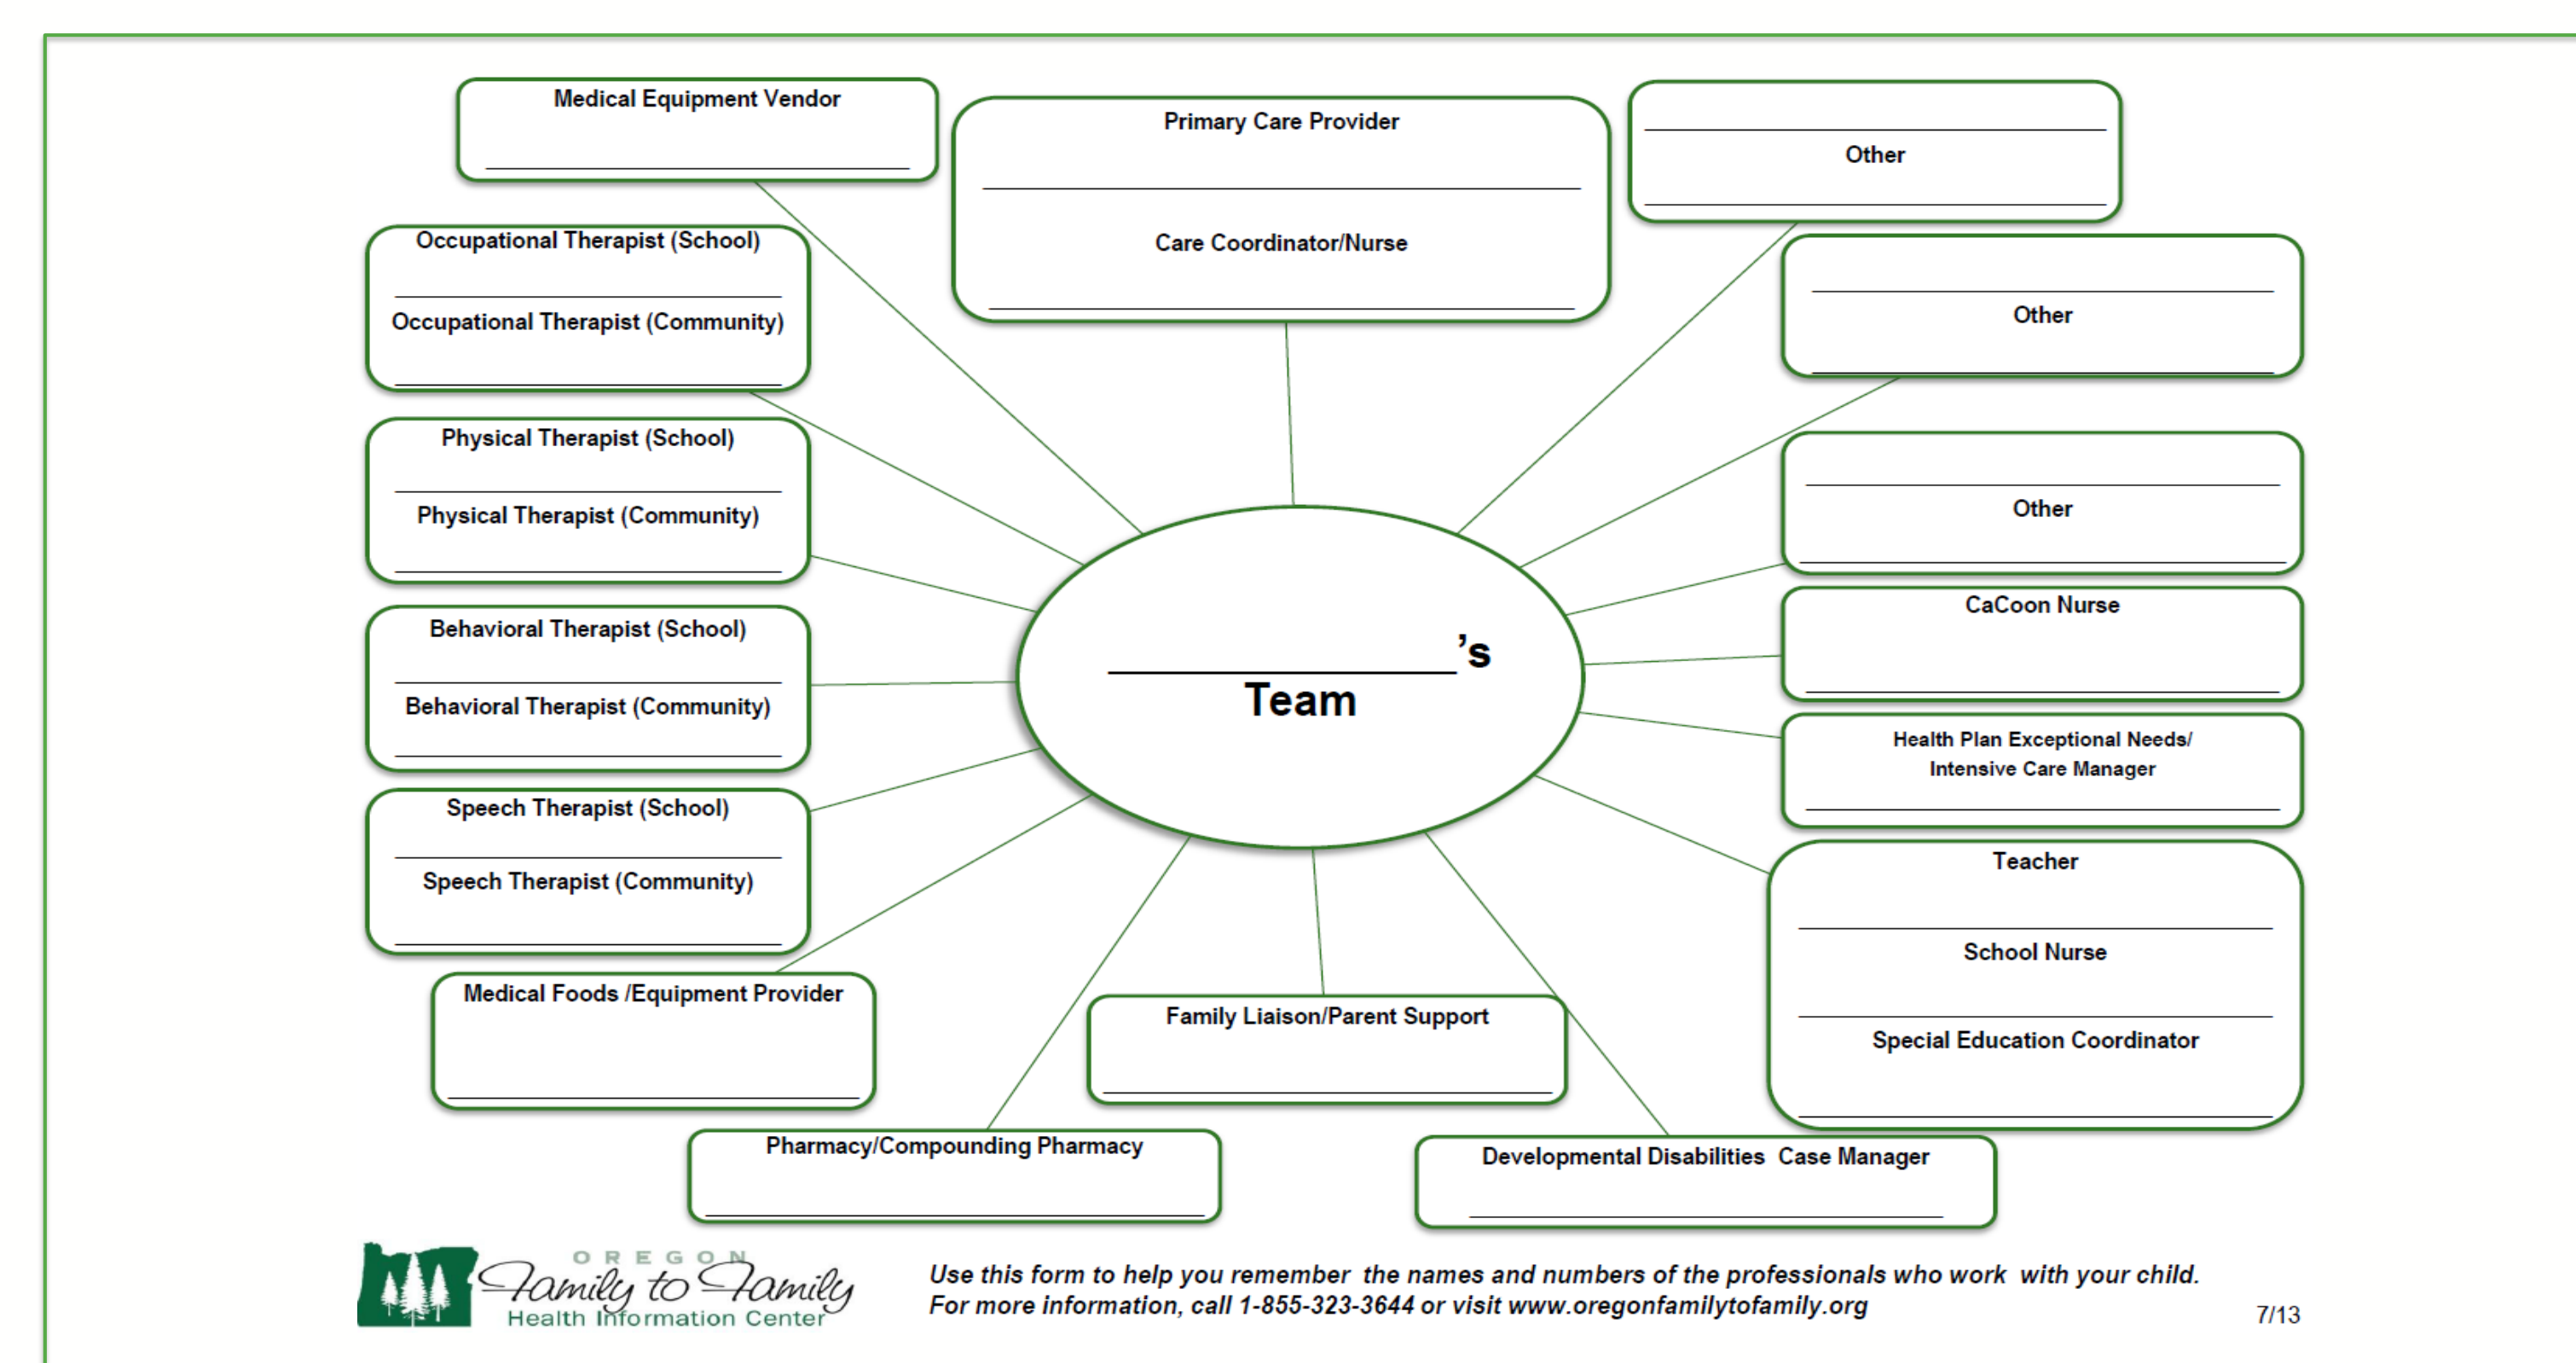 Medical Equipment Vendor
Primary Care Provider
Care Coordinator/Nurse
Other
Other
Other
Occupational Therapist (School)
Occupational Therapist (Community)
Physical Therapist (School)
Physical Therapist (Community)
Behavioral Therapist (School)
Behavioral Therapist (Community)
Speech Therapist (School)
Speech Therapist (Community)
______________’s
Team
CaCoon Nurse
Health Plan Exceptional Needs/
Intensive Care Manager
Teacher
School Nurse
Special Education Coordinator
Medical Foods /Equipment Provider
Family Liaison/Parent Support
Pharmacy/Compounding Pharmacy
Developmental Disabilities Case Manager
OREGON
Family to Family
Health Information Center
Use this form to help you remember the names and numbers of the professionals who work with your child.
For more information, call 1-855-323-3644 or visit www.oregonfamilytofamily.org
7/13